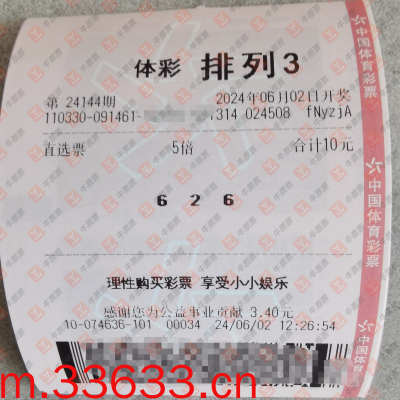 体彩 排列3
第 24144期 2024年06月02日开奖
110330-091461- 314 024508 fNyzjA
直选票 5倍 合计10元
6 2 6
理性购买彩票 享受小小娱乐
感谢您为公益事业贡献 3.40元
10-074636-101 00034 24/06/02 12:26:54
中国体育彩票
中国体育彩票
m.33633.cn